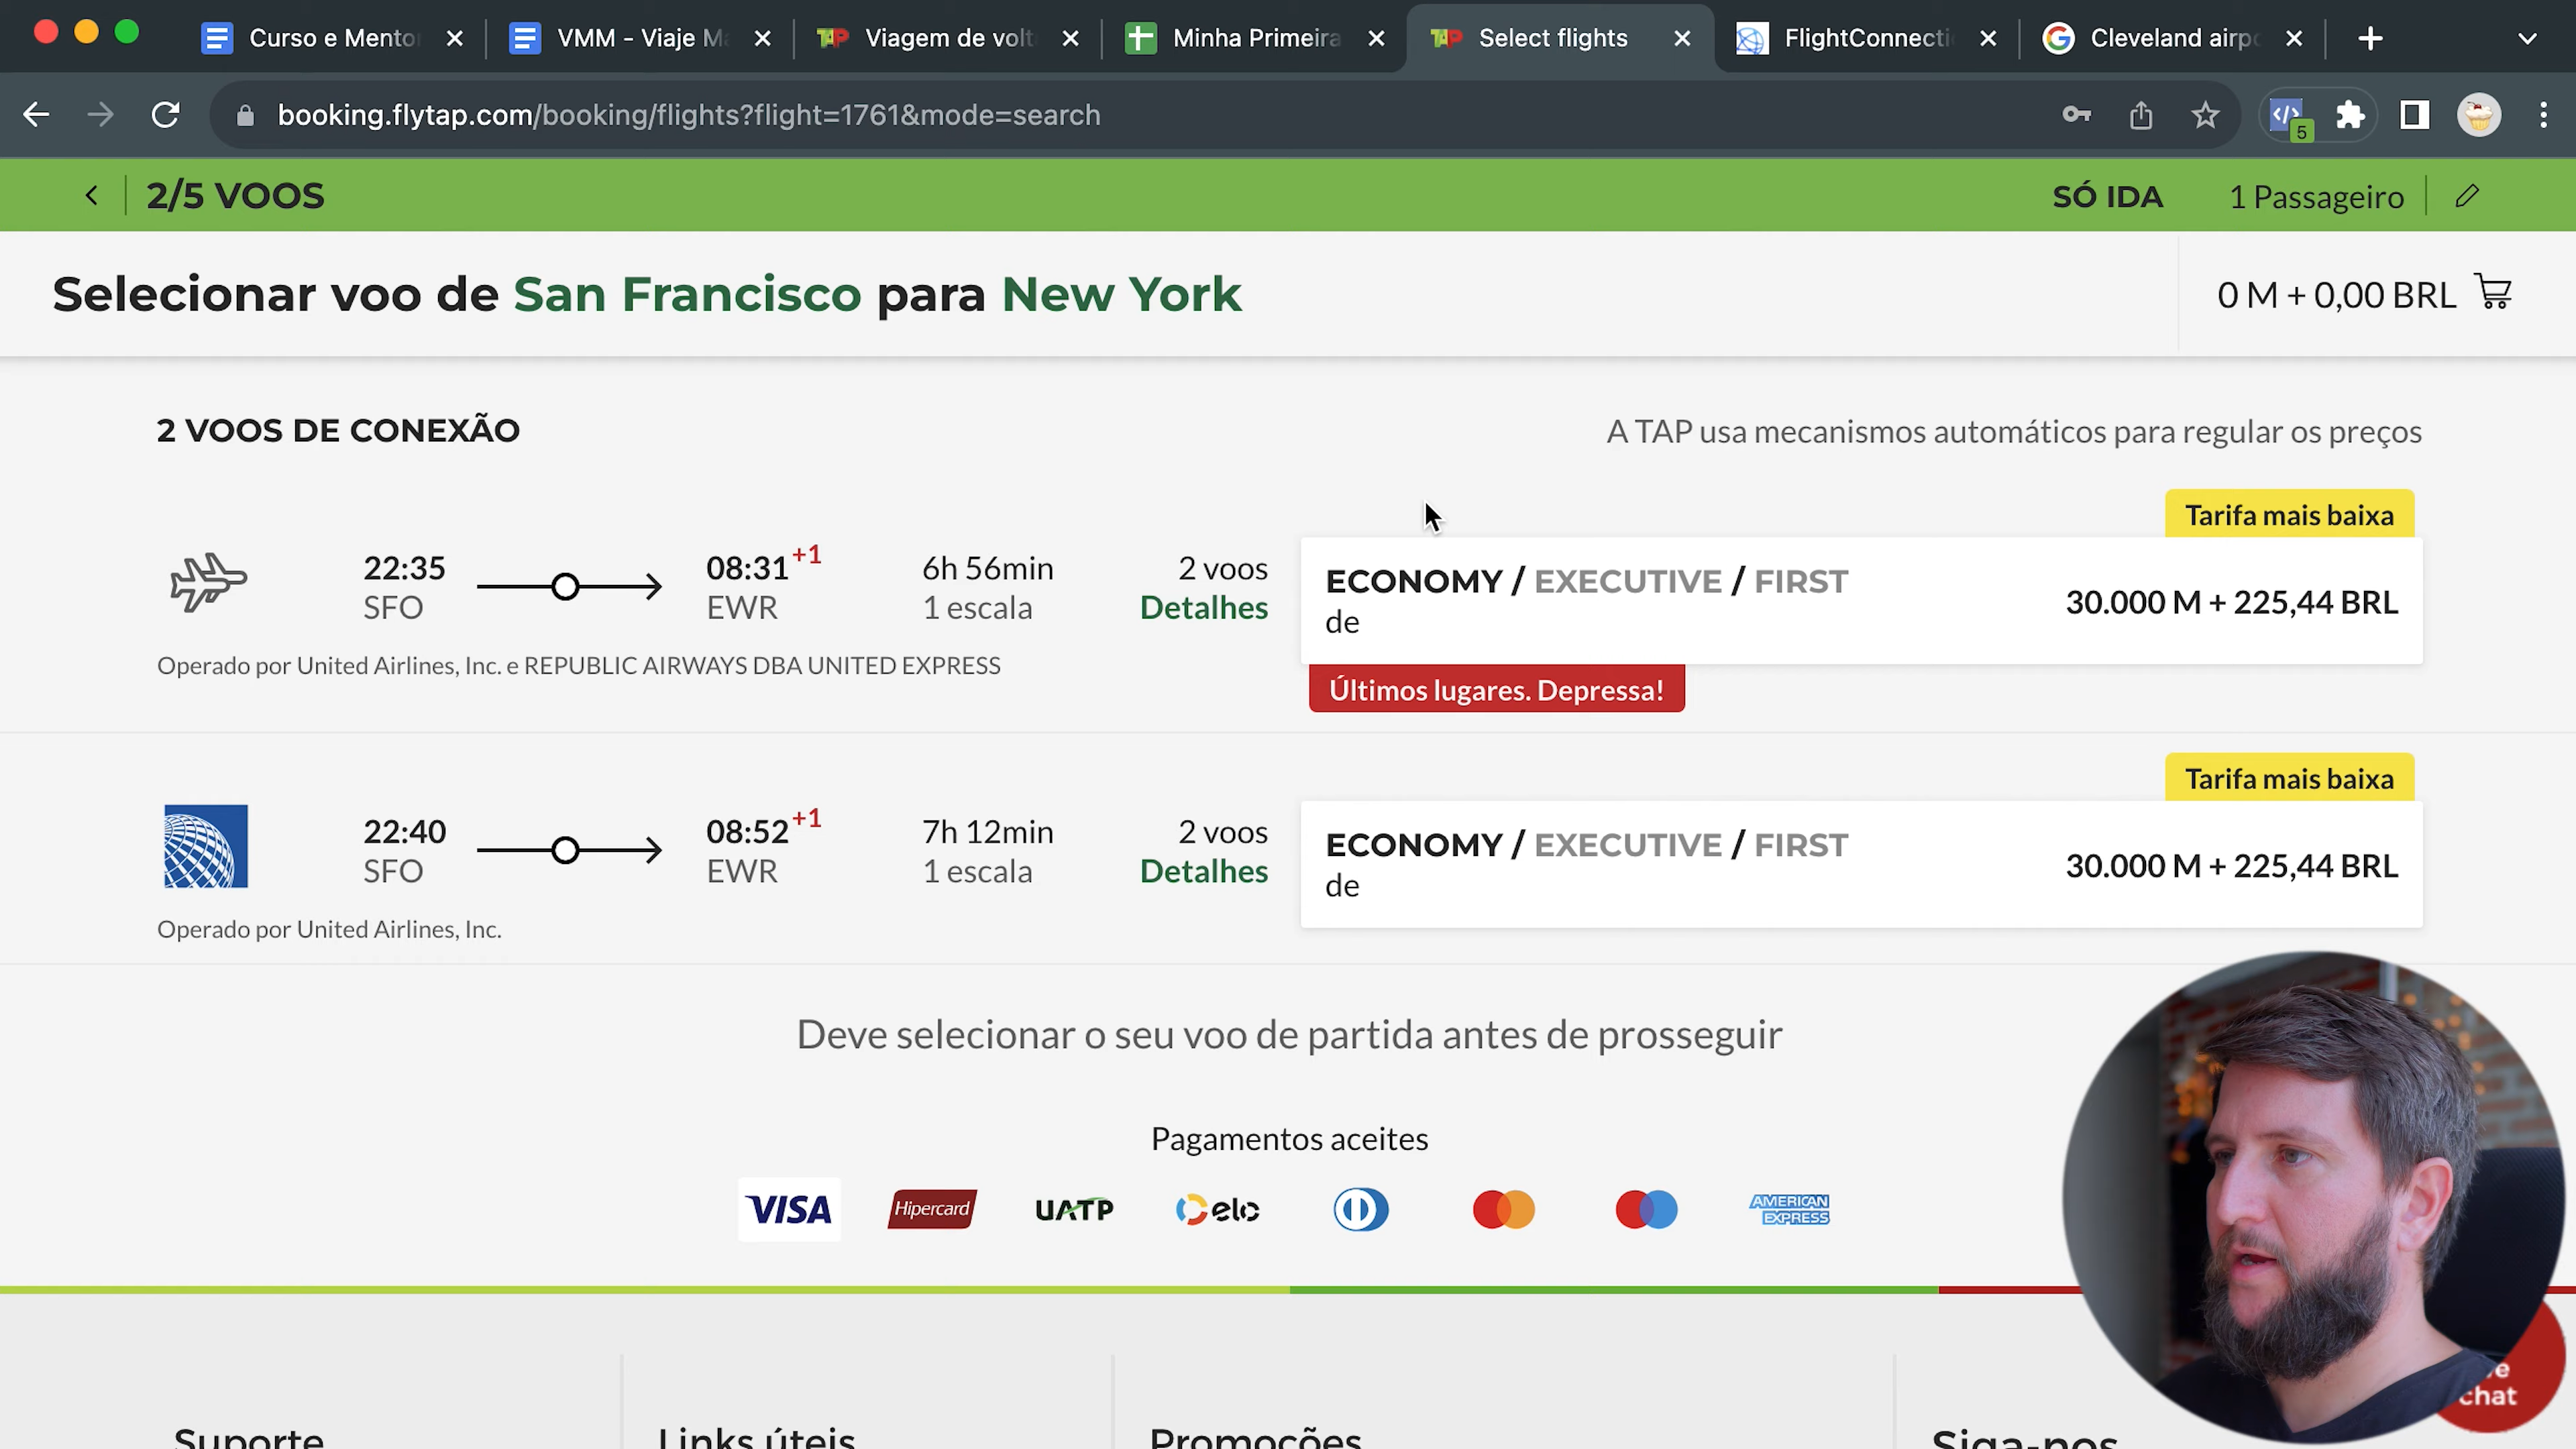 Curso e Mento
VMM - Viaje M
Viagem de volt
Minha Primeira
Select flights
FlightConnecti
Cleveland airp
booking.flytap.com/booking/flights?flight=1761&mode=search
5
2/5 VOOS
SÓ IDA
1 Passageiro
Selecionar voo de San Francisco para New York
0 M + 0,00 BRL
2 VOOS DE CONEXÃO
A TAP usa mecanismos automáticos para regular os preços
Tarifa mais baixa
22:35
SFO
08:31 +1
EWR
6h 56min
1 escala
2 voos
Detalhes
ECONOMY / EXECUTIVE / FIRST
de
30.000 M + 225,44 BRL
Operado por United Airlines, Inc. e REPUBLIC AIRWAYS DBA UNITED EXPRESS
Últimos lugares. Depressa!
Tarifa mais baixa
22:40
SFO
08:52 +1
EWR
7h 12min
1 escala
2 voos
Detalhes
ECONOMY / EXECUTIVE / FIRST
de
30.000 M + 225,44 BRL
Operado por United Airlines, Inc.
Deve selecionar o seu voo de partida antes de prosseguir
Pagamentos aceites
VISA
Hipercard
UATP
elo
AMERICAN
EXPRESS
chat
Suporte
Links úteis
Promoções
Siga-nos